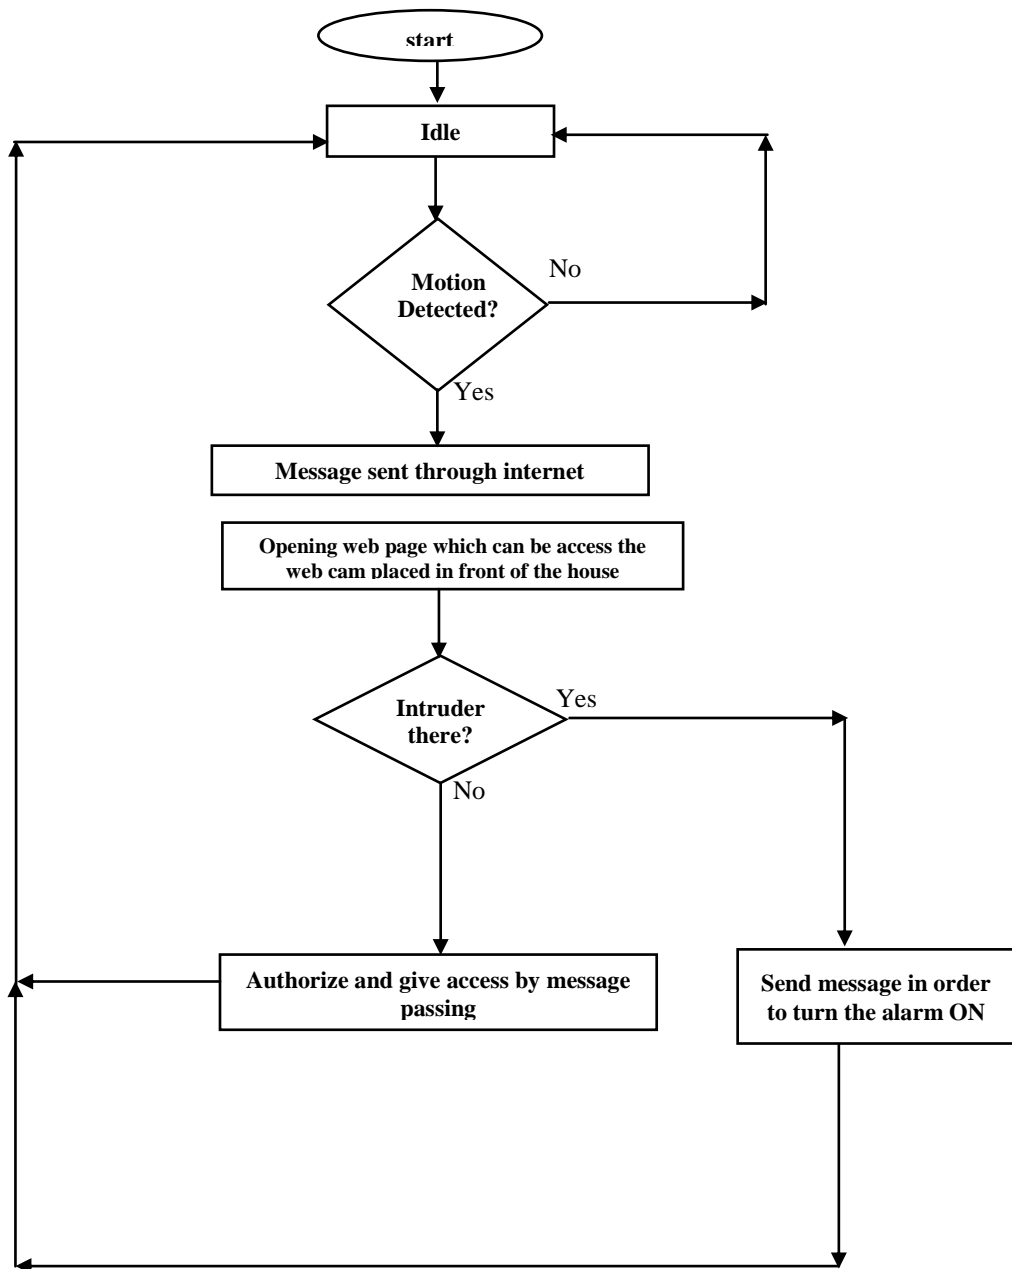 start
Idle
Motion
Detected?
No
Yes
Message sent through internet
Opening web page which can be access the
web cam placed in front of the house
Intruder
there?
Yes
No
Authorize and give access by message
passing
Send message in order
to turn the alarm ON